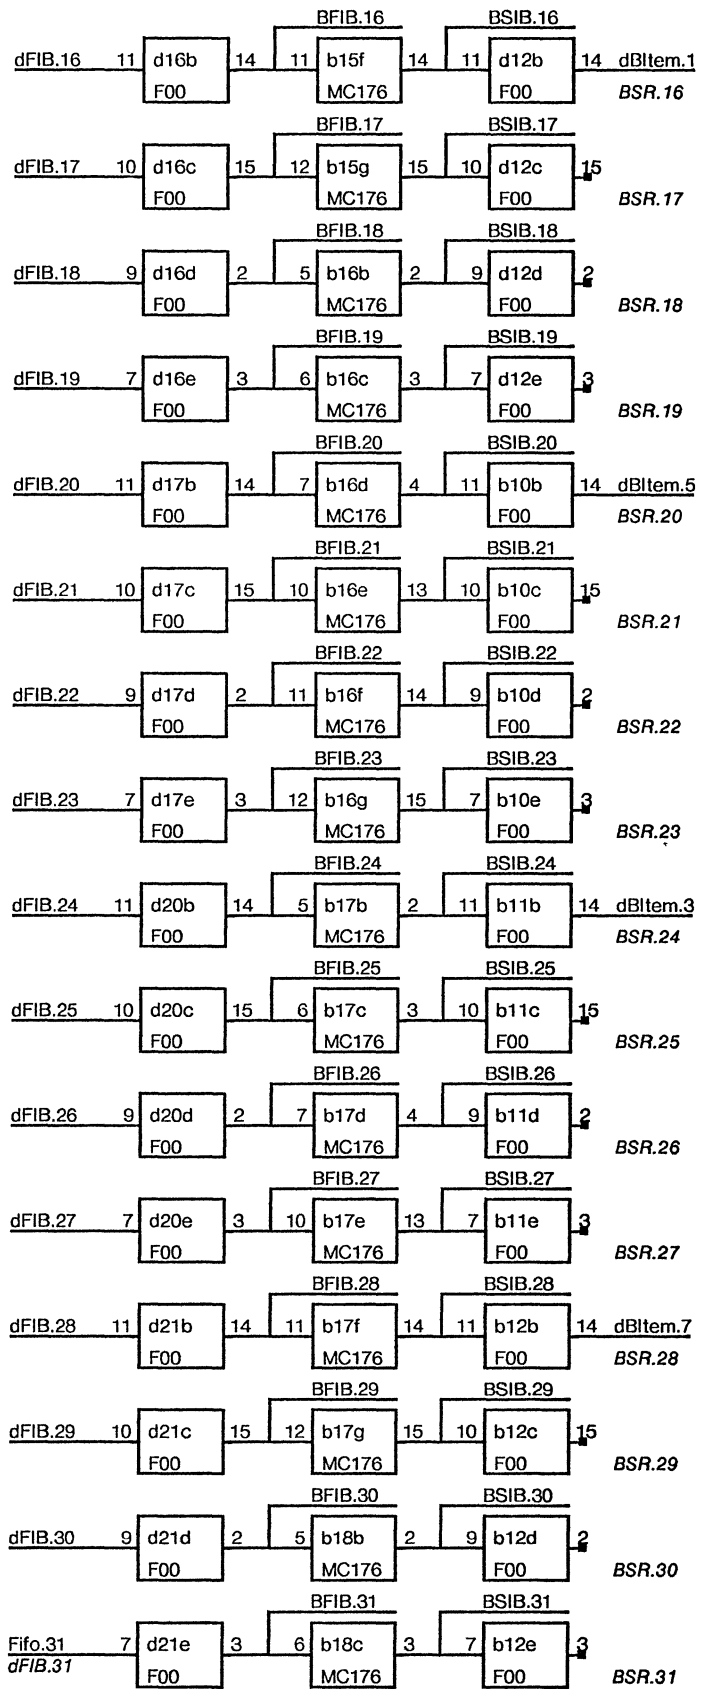 BFIB.16 BSIB.16
dFIB.16 11 d16b 14 11 b15f 14 11 d12b 14 dBItem.1
F00 MC176 F00 BSR.16
BFIB.17 BSIB.17
dFIB.17 10 d16c 15 12 b15g 15 10 d12c 15
F00 MC176 F00 BSR.17
BFIB.18 BSIB.18
dFIB.18 9 d16d 2 5 b16b 2 9 d12d 2
F00 MC176 F00 BSR.18
BFIB.19 BSIB.19
dFIB.19 7 d16e 3 6 b16c 3 7 d12e 3
F00 MC176 F00 BSR.19
BFIB.20 BSIB.20
dFIB.20 11 d17b 14 7 b16d 4 11 b10b 14 dBItem.5
F00 MC176 F00 BSR.20
BFIB.21 BSIB.21
dFIB.21 10 d17c 15 10 b16e 13 10 b10c 15
F00 MC176 F00 BSR.21
BFIB.22 BSIB.22
dFIB.22 9 d17d 2 11 b16f 14 9 b10d 2
F00 MC176 F00 BSR.22
BFIB.23 BSIB.23
dFIB.23 7 d17e 3 12 b16g 15 7 b10e 3
F00 MC176 F00 BSR.23
BFIB.24 BSIB.24
dFIB.24 11 d20b 14 5 b17b 2 11 b11b 14 dBItem.3
F00 MC176 F00 BSR.24
BFIB.25 BSIB.25
dFIB.25 10 d20c 15 6 b17c 3 10 b11c 15
F00 MC176 F00 BSR.25
BFIB.26 BSIB.26
dFIB.26 9 d20d 2 7 b17d 4 9 b11d 2
F00 MC176 F00 BSR.26
BFIB.27 BSIB.27
dFIB.27 7 d20e 3 10 b17e 13 7 b11e 3
F00 MC176 F00 BSR.27
BFIB.28 BSIB.28
dFIB.28 11 d21b 14 11 b17f 14 11 b12b 14 dBItem.7
F00 MC176 F00 BSR.28
BFIB.29 BSIB.29
dFIB.29 10 d21c 15 12 b17g 15 10 b12c 15
F00 MC176 F00 BSR.29
BFIB.30 BSIB.30
dFIB.30 9 d21d 2 5 b18b 2 9 b12d 2
F00 MC176 F00 BSR.30
BFIB.31 BSIB.31
Fifo.31 7 d21e 3 6 b18c 3 7 b12e 3
dFIB.31 F00 MC176 F00 BSR.31